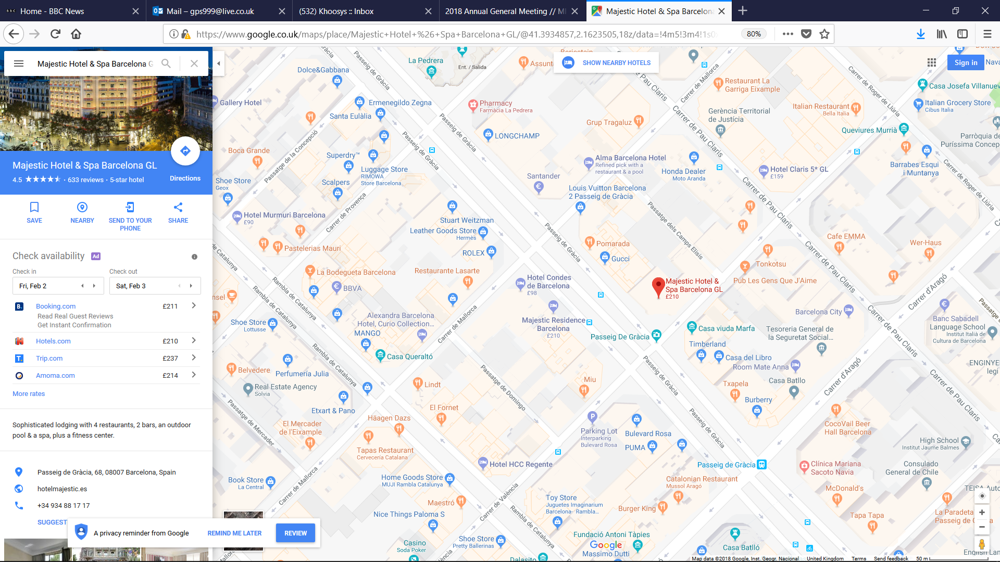 Home - BBC News
Mail – gps999@live.co.uk
(532) Khoosys :: Inbox
2018 Annual General Meeting //
Majestic Hotel & Spa Barcelona
https://www.google.co.uk/maps/place/Majestic+Hotel+%26+Spa+Barcelona+GL/@41.3934857,2.1623505,18z/data=!4m5!3m4!1s0
80%
Majestic Hotel & Spa Barcelona G
Majestic Hotel & Spa Barcelona GL
4.5 · 633 reviews · 5-star hotel
Directions
SAVE
NEARBY
SEND TO YOUR PHONE
SHARE
Check availability Ad
Check in
Check out
Fri, Feb 2
Sat, Feb 3
B. Booking.com £211
Read Real Guest Reviews
Get Instant Confirmation
Hotels.com £210
T. Trip.com £237
Amoma.com £214
More rates
Sophisticated lodging with 4 restaurants, 2 bars, an outdoor
pool & a spa, plus a fitness center.
Passeig de Gràcia, 68, 08007 Barcelona, Spain
hotelmajestic.es
+34 934 88 17 17
SUGGEST
A privacy reminder from Google
REMIND ME LATER
REVIEW
SHOW NEARBY HOTELS
Sign in
La Pedrera
Ent. / Salida
Dolce&Gabbana
Gallery Hotel
Ermenegildo Zegna
Santa Eulàlia
Pharmacy
Farmàcia La Pedrera
LONGCHAMP
Grup Tragaluz
Restaurant La
Garriga Eixample
Gerència Territorial
de Justícia
Italian Restaurant
Bella Italia
Casa Josefa Villanuev
Italian Grocery Store
Cibus Italia
Queviures Murrià
Parròquia de
Puríssima Concep
Boca Grande
Superdry™
Luggage Store
RIMOWA
Store Barcelona
Shoe Store
Geox
Scalpers
Santander
Alma Barcelona Hotel
Refined pick with a
restaurant & a pool
Honda Dealer
Moto Aranda
Hotel Claris 5* GL
£159
Barrabes Esqui
i Muntanya
Louis Vuitton Barcelona
2 Passeig de Gràcia
Hotel Murmuri Barcelona
£90
Stuart Weitzman
Leather Goods Store
Hermès
Pastelerias Mauri
ROLEX
Pomarada
Gucci
Cafe EMMA
Wer-Haus
La Bodegueta Barcelona
BBVA
Restaurante Lasarte
Hotel Condes
de Barcelona
£98
Tonkotsu
Pub Les Gens Que J'Aime
Majestic Hotel &
Spa Barcelona GL
£210
Majestic Residence
Barcelona
£210
Alexandra Barcelona
Hotel, Curio Collection...
Shoe Store
Lottusse
MANGO
Casa Queraltó
Passeig De Gràcia
Casa viuda Marfa
Barcelona City
Tesoreria General de
la Seguretat Social...
Banc Sabadell
Language School
Institut Italià de
Cultura de Barcelona
Timberland
Casa del Libro
Room Mate Anna
ENGINYE
legi
Belvedere
Perfumería Julia
Lindt
Miu
Txapela
Casa Batllo
Burberry
Real Estate Agency
Solvia
Etxart & Pano
El Fornet
Häagen Dazs
El Mercader
de l'Eixample
Tapas Restaurant
Cervecería Catalana
Parking Lot
Interparking
Bulevard Rosa
Bulevard Rosa
PUMA
CocoVail Beer
Hall Barcelona
High School
Institut Jaume Balmes
Hotel HCC Regente
Passeig de Gràcia
Clínica Mariana
Sacoto Navia
Consulado
General de Chile
Book Store
La Central
Home Goods Store
MUJI Rambla Catalunya
Catalonian Restaurant
Mussol Aragó
McDonald's
Maestró
Toy Store
Juguetes Imaginarium
Barcelona- Rambla...
Burger King
Nice Things Paloma S
Tapa Tapa
La Paradeta
Passeig de G
Shoe Store
Pretty Ballerinas
Casino
Soda Poker
Fundació Antoni Tàpies
Google
Massimo Dutti
Casa Batlló
Dalasito
Passeig de Gràcia
Passatge de la Concepció
Carrer de Provença
Carrer de Mallorca
Carrer de Pau Claris
Carrer de Roger de Llúria
Passatge dels Camps Elisis
Rambla de Catalunya
Carrer d'Aragó
Passatge de Domingo
Passatge de Mercader
Carrer de València
Map data ©2018 Google, Inst. Geogr. Nacional United Kingdom Terms Send feedback 50 m